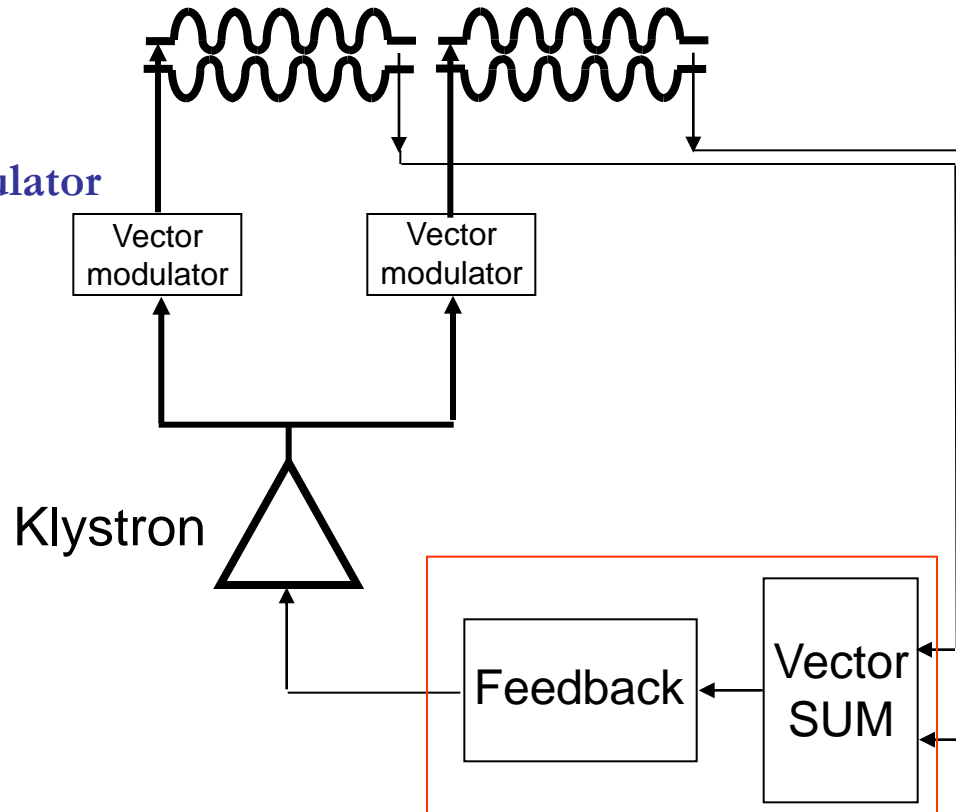 ulator
Vector
modulator
Vector
modulator
Klystron
Feedback
Vector
SUM